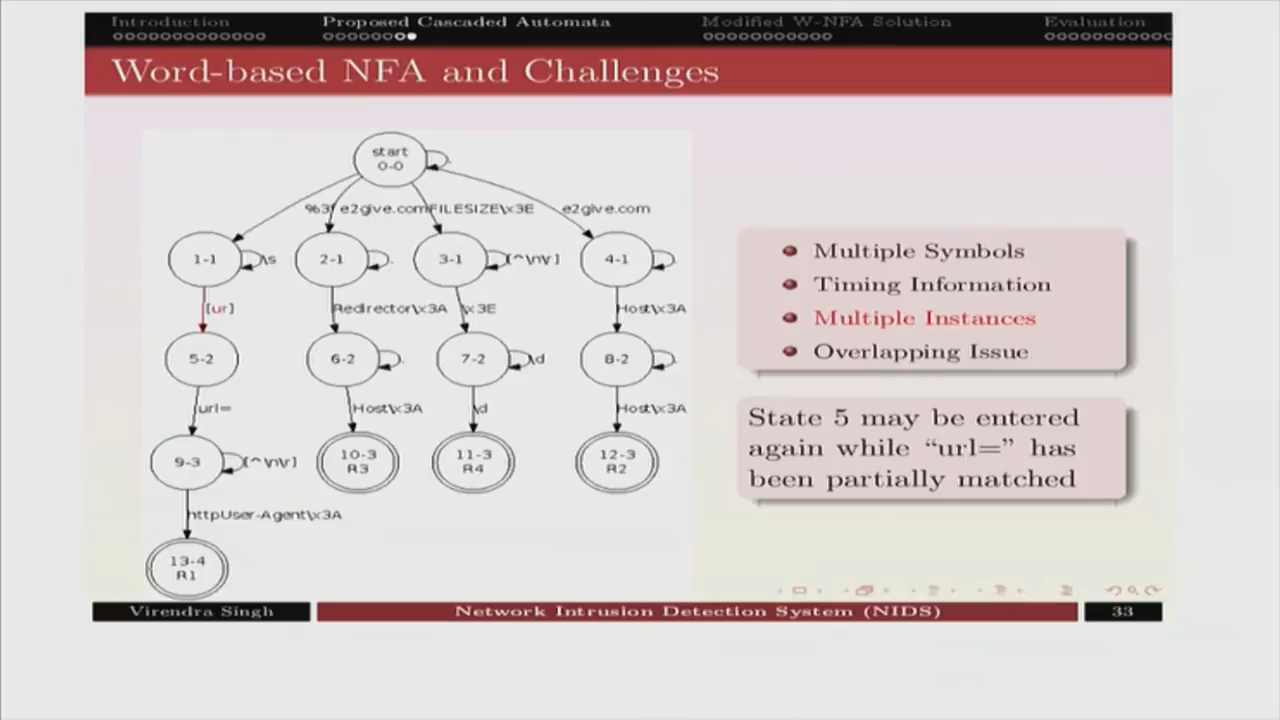 Introduction Proposed Cascaded Automata Modified W-NFA Solution Evaluation
Word-based NFA and Challenges
start
0-0
.
%3f e2give.com FILESIZE\x3E e2give.com
1-1 \s 2-1 . 3-1 [^\n\r] 4-1 .
[ur] Redirector\x3A \x3E Host\x3A
5-2 6-2 . 7-2 \d 8-2 .
url= Host\x3A \d Host\x3A
9-3 [^\n\r] 10-3 11-3 12-3
R3 R4 R2
httpUser-Agent\x3A
13-4
R1
Multiple Symbols
Timing Information
Multiple Instances
Overlapping Issue
State 5 may be entered
again while “url=” has
been partially matched
Virendra Singh Network Intrusion Detection System (NIDS) 33